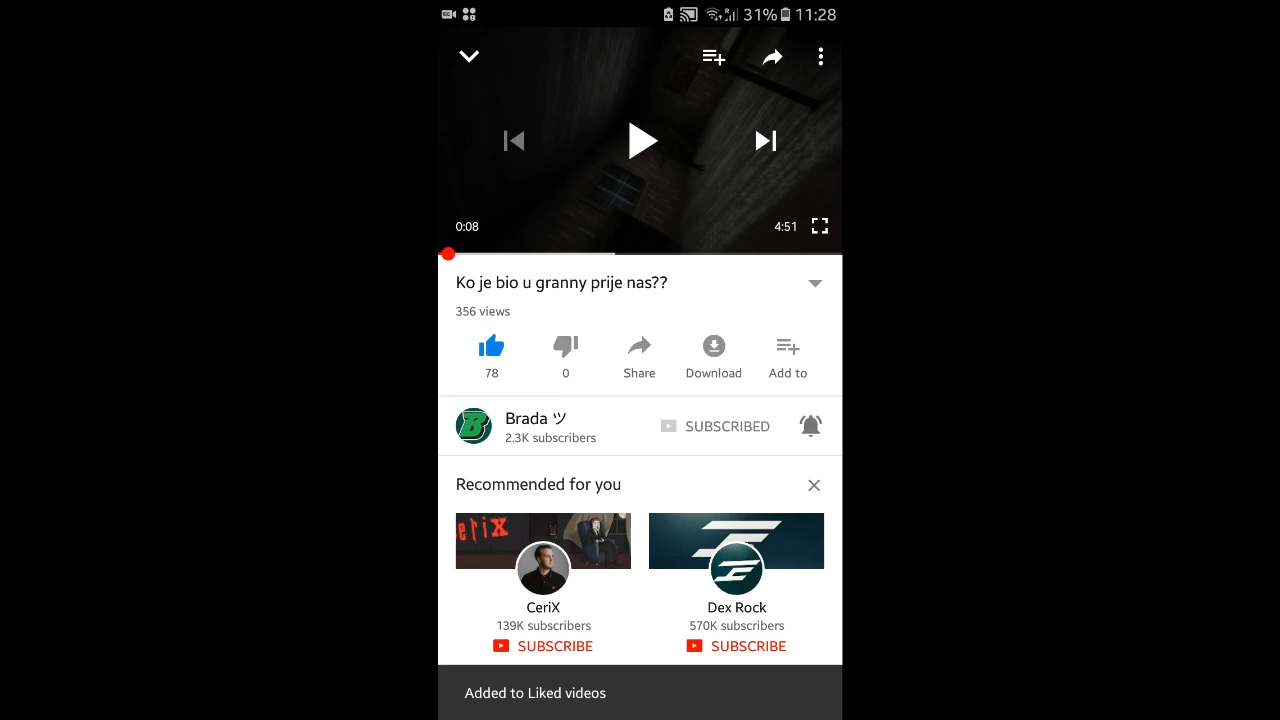 31% 11:28
0:08 4:51
Ko je bio u granny prije nas??
356 views
78 0 Share Download Add to
Brada ツ SUBSCRIBED
2.3K subscribers
Recommended for you
eriX
CeriX Dex Rock
139K subscribers 570K subscribers
SUBSCRIBE SUBSCRIBE
Added to Liked videos